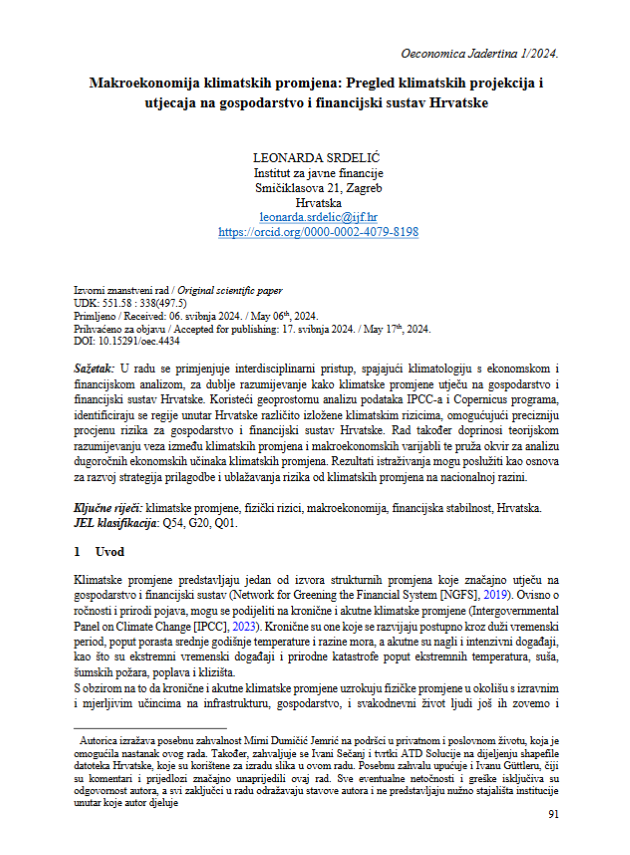 Oeconomica Jadertina 1/2024.
Makroekonomija klimatskih promjena: Pregled klimatskih projekcija i
utjecaja na gospodarstvo i financijski sustav Hrvatske
LEONARDA SRDELIĆ
Institut za javne financije
Smičiklasova 21, Zagreb
Hrvatska
leonarda.srdelic@ijf.hr
https://orcid.org/0000-0002-4079-8198
Izvorni znanstveni rad / Original scientific paper
UDK: 551.58 : 338(497.5)
Primljeno / Received: 06. svibnja 2024. / May 06th, 2024.
Prihvaćeno za objavu / Accepted for publishing: 17. svibnja 2024. / May 17th, 2024.
DOI: 10.15291/oec.4434
Sažetak: U radu se primjenjuje interdisciplinarni pristup, spajajući klimatologiju s ekonomskom i
financijskom analizom, za dublje razumijevanje kako klimatske promjene utječu na gospodarstvo i
financijski sustav Hrvatske. Koristeći geoprostornu analizu podataka IPCC-a i Copernicus programa,
identificiraju se regije unutar Hrvatske različito izložene klimatskim rizicima, omogućujući precizniju
procjenu rizika za gospodarstvo i financijski sustav Hrvatske. Rad također doprinosi teorijskom
razumijevanju veza između klimatskih promjena i makroekonomskih varijabli te pruža okvir za analizu
dugoročnih ekonomskih učinaka klimatskih promjena. Rezultati istraživanja mogu poslužiti kao osnova
za razvoj strategija prilagodbe i ublažavanja rizika od klimatskih promjena na nacionalnoj razini.
Ključne riječi: klimatske promjene, fizički rizici, makroekonomija, financijska stabilnost, Hrvatska.
JEL klasifikacija: Q54, G20, Q01.
1 Uvod
Klimatske promjene predstavljaju jedan od izvora strukturnih promjena koje značajno utječu na
gospodarstvo i financijski sustav (Network for Greening the Financial System [NGFS], 2019). Ovisno o
ročnosti i prirodi pojava, mogu se podijeliti na kronične i akutne klimatske promjene (Intergovernmental
Panel on Climate Change [IPCC], 2023). Kronične su one koje se razvijaju postupno kroz duži vremenski
period, poput porasta srednje godišnje temperature i razine mora, a akutne su nagli i intenzivni događaji,
kao što su ekstremni vremenski događaji i prirodne katastrofe poput ekstremnih temperatura, suša,
šumskih požara, poplava i klizišta.
S obzirom na to da kronične i akutne klimatske promjene uzrokuju fizičke promjene u okolišu s izravnim
i mjerljivim učincima na infrastrukturu, gospodarstvo, i svakodnevni život ljudi još ih zovemo i
Autorica izražava posebnu zahvalnost Mirni Dumičić Jemrić na podršci u privatnom i poslovnom životu, koja je
omogućila nastanak ovog rada. Također, zahvaljuje se Ivani Sečanj i tvrtki ATD Solucije na dijeljenju shapefile
datoteka Hrvatske, koje su korištene za izradu slika u ovom radu. Posebnu zahvalu upućuje i Ivanu Güttleru, čiji
su komentari i prijedlozi značajno unaprijedili ovaj rad. Sve eventualne netočnosti i greške isključiva su
odgovornost autora, a svi zaključci u radu odražavaju stavove autora i ne predstavljaju nužno stajališta institucije
unutar koje autor djeluje
91